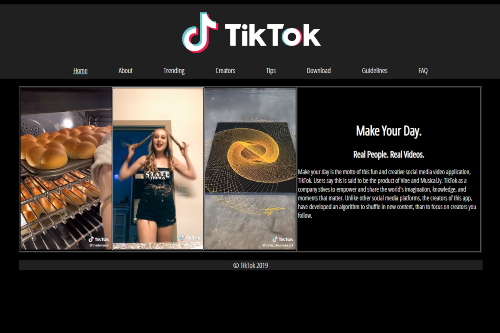 TikTok
Home About Trending Creators Tips Download Guidelines FAQ
Make Your Day.
Real People. Real Videos.
Make your day is the motto of this fun and creative social media video application,
TikTok. Users say this is said to be the product of Vine and Musical.ly. TikTok as a
company strives to empower and share the world's imagination, knowledge, and
moments that matter. Unlike other social media platforms, the creators of this app,
have developed an algorithm to shuffle in new content, than to focus on creators you
follow.
TikTok
TikTok
TikTok
© TikTok 2019